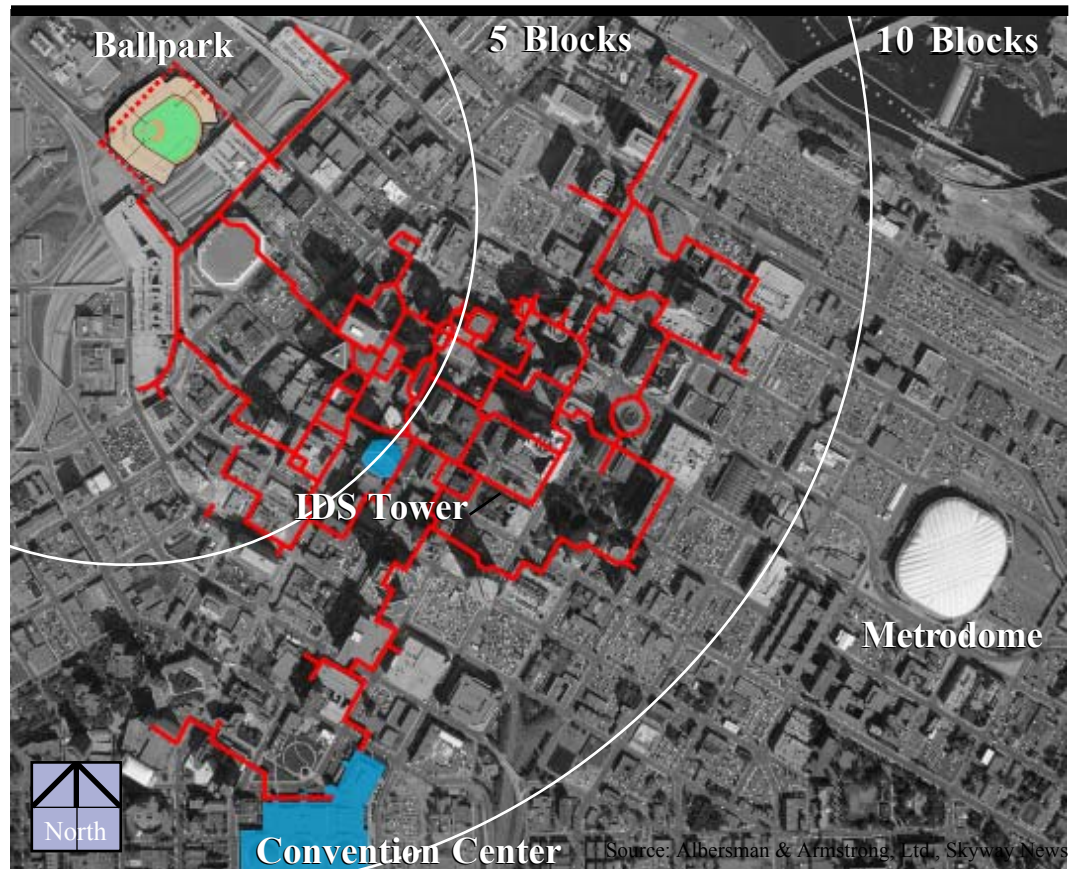 Ballpark
5 Blocks
10 Blocks
IDS Tower
Metrodome
North
Convention Center
Source: Albersman & Armstrong, Ltd., Skyway News